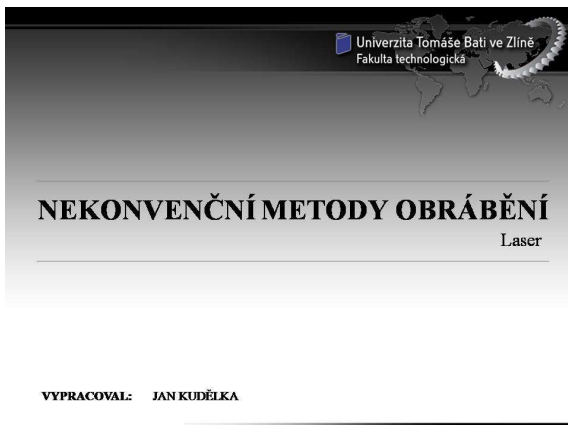 Univerzita Tomáše Bati ve Zlíně
Fakulta technologická
NEKONVENČNÍ METODY OBRÁBĚNÍ
Laser
VYPRACOVAL: JAN KUDĚLKA